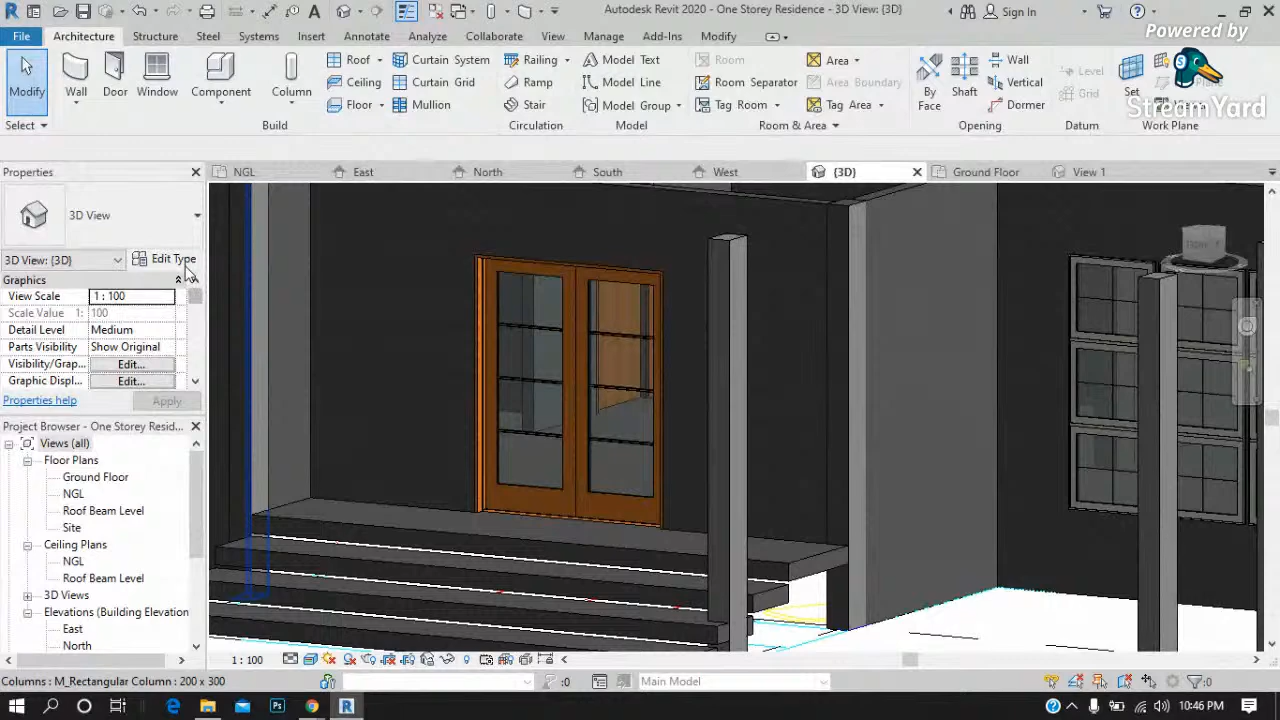 Autodesk Revit 2020 - One Storey Residence - 3D View: {3D}
Sign In
Powered by
StreamYard
File Architecture Structure Steel Systems Insert Annotate Analyze Collaborate View Manage Add-Ins Modify
Modify Wall Door Window Component Column
Roof Curtain System
Ceiling Curtain Grid
Floor Mullion
Railing
Ramp
Stair
Model Text
Model Line
Model Group
Room
Room Separator
Tag Room
Area
Area Boundary
Tag Area
By Face
Shaft
Wall
Vertical
Dormer
Level
Grid
Set
Select Build Circulation Model Room & Area Opening Datum Work Plane
Properties
NGL East North South West {3D} Ground Floor View 1
3D View
3D View: {3D} Edit Type
Graphics
View Scale 1 : 100
Scale Value 1: 100
Detail Level Medium
Parts Visibility Show Original
Visibility/Grap... Edit...
Graphic Displ... Edit...
Properties help Apply
Project Browser - One Storey Resid...
Views (all)
Floor Plans
Ground Floor
NGL
Roof Beam Level
Site
Ceiling Plans
NGL
Roof Beam Level
3D Views
Elevations (Building Elevation
East
North
1 : 100
Columns : M_Rectangular Column : 200 x 300
:0
Main Model
:0
10:46 PM